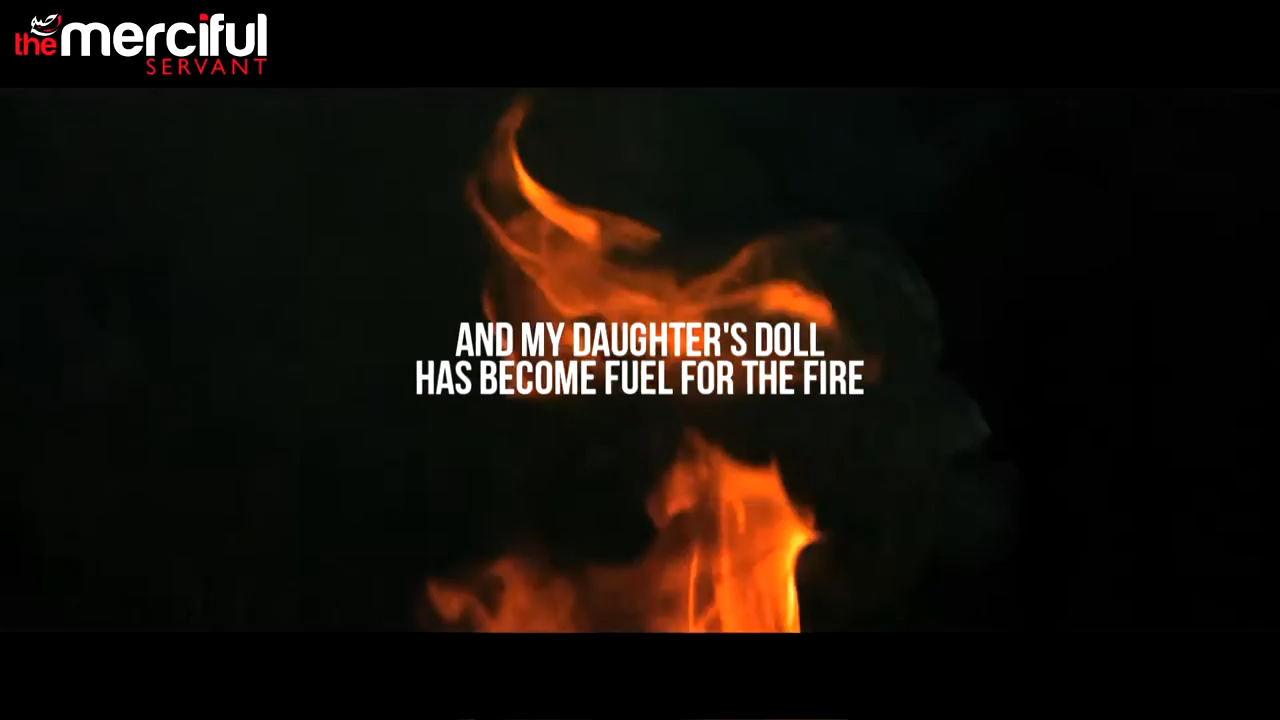 the merciful
SERVANT
AND MY DAUGHTER'S DOLL
HAS BECOME FUEL FOR THE FIRE